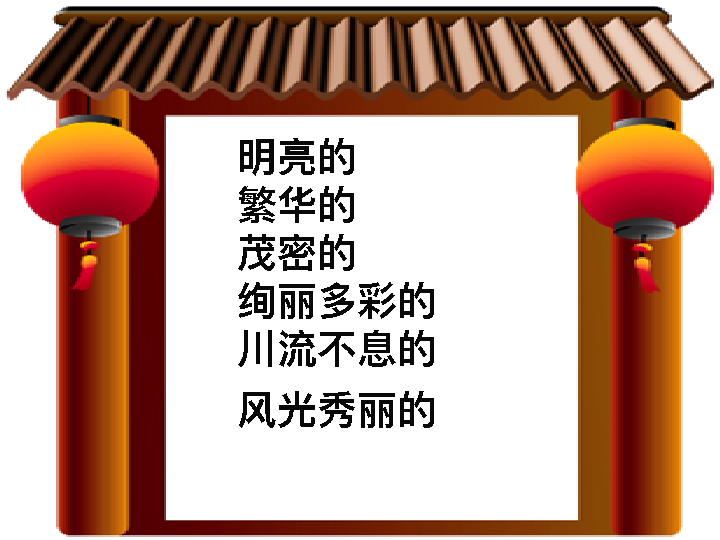 明亮的
繁华的
茂密的
绚丽多彩的
川流不息的
风光秀丽的